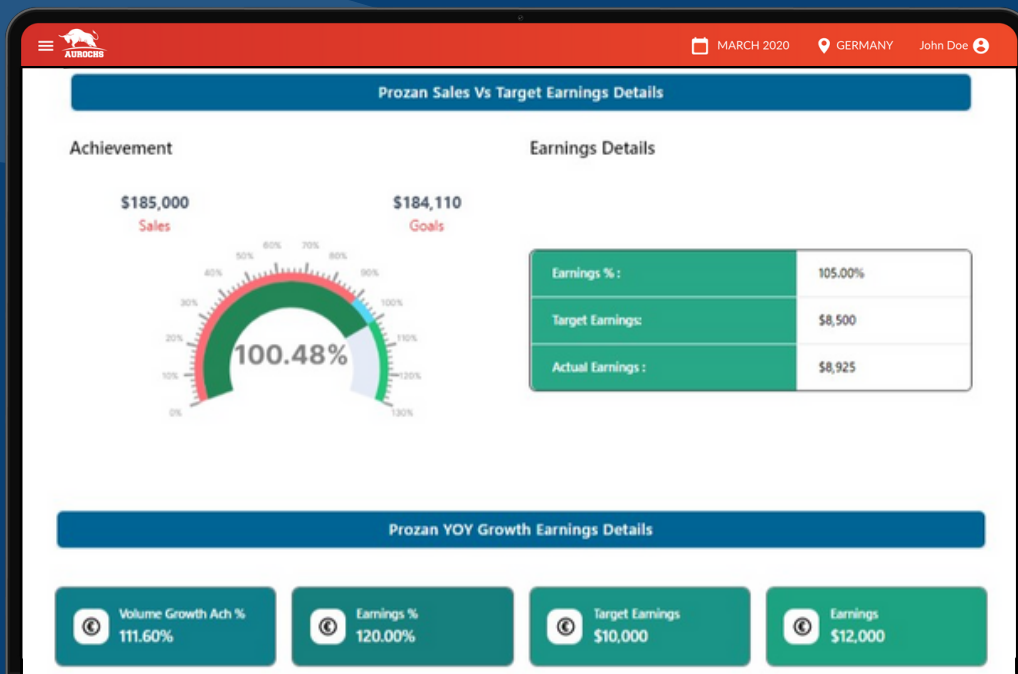 AUROCHS
MARCH 2020
GERMANY
John Doe
Prozan Sales Vs Target Earnings Details
Achievement
Earnings Details
$185,000
Sales
$184,110
Goals
0%
10%
20%
30%
40%
50%
60%
70%
80%
90%
100%
110%
120%
130%
100.48%
Earnings % :
105.00%
Target Earnings:
$8,500
Actual Earnings :
$8,925
Prozan YOY Growth Earnings Details
Volume Growth Ach %
111.60%
Earnings %
120.00%
Target Earnings
$10,000
Earnings
$12,000